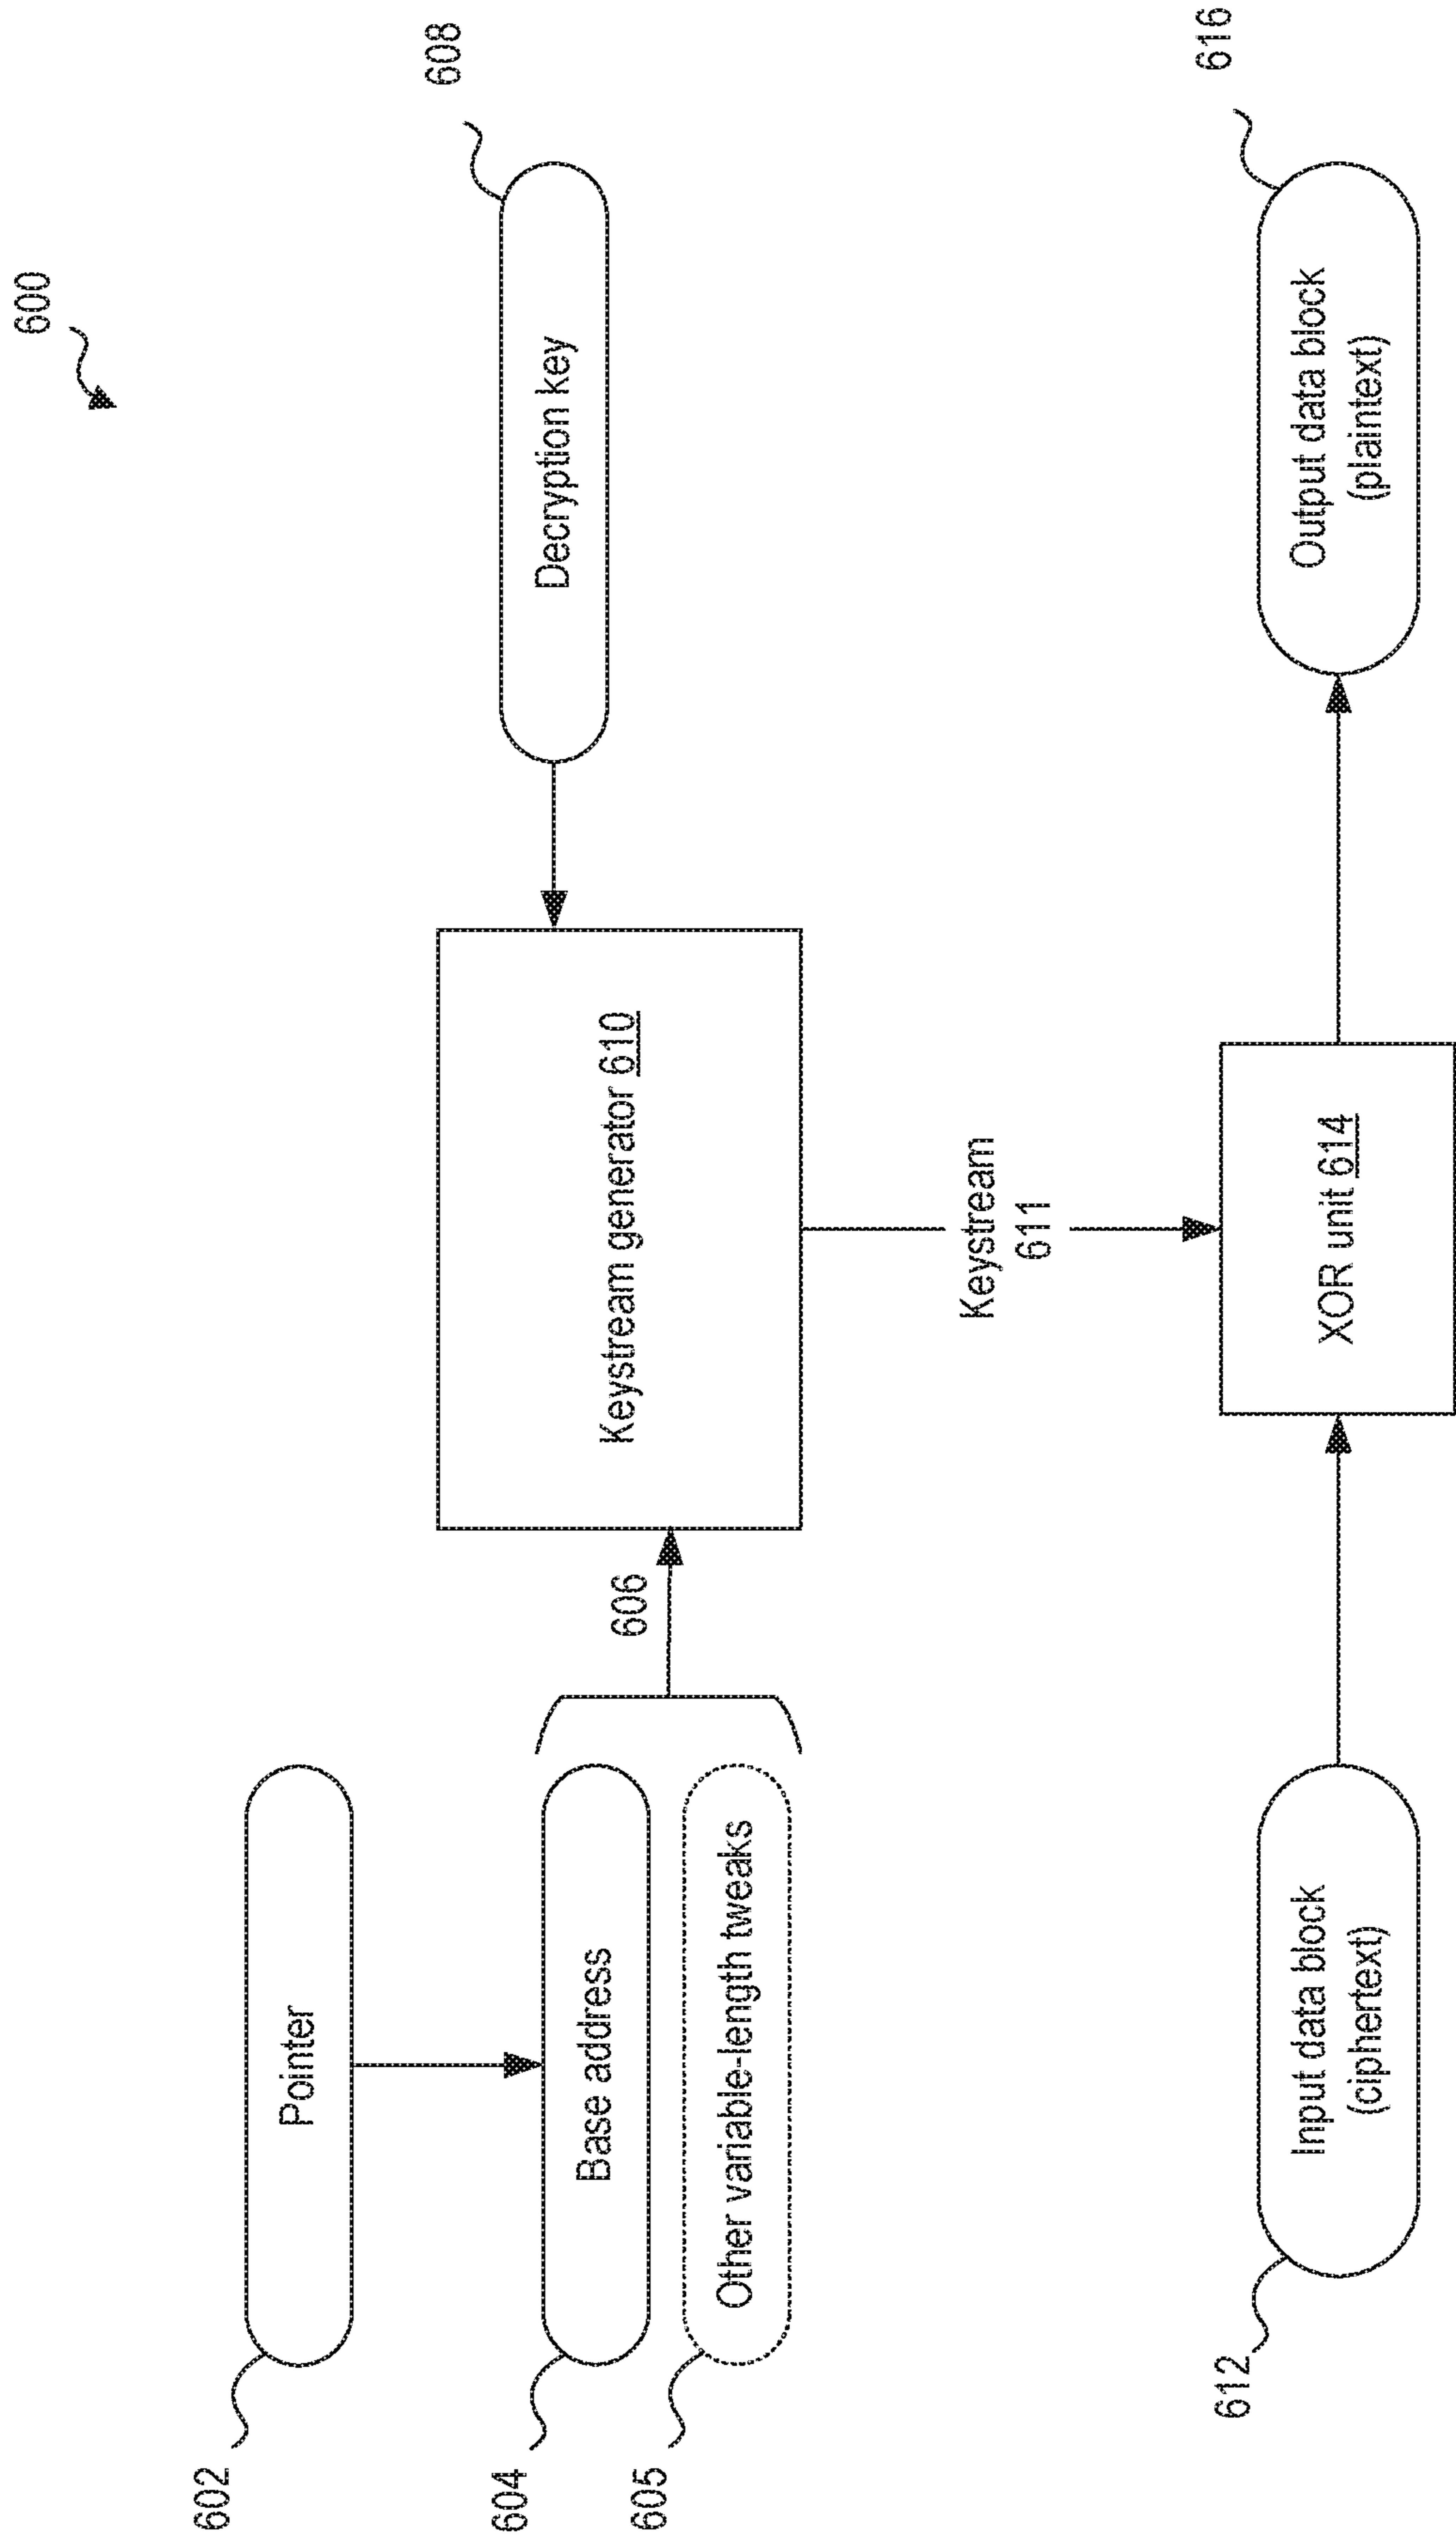 600
602
Pointer
604
Base address
605
Other variable-length tweaks
606
Keystream generator 610
608
Decryption key
Keystream
611
612
Input data block
(ciphertext)
XOR unit 614
616
Output data block
(plaintext)